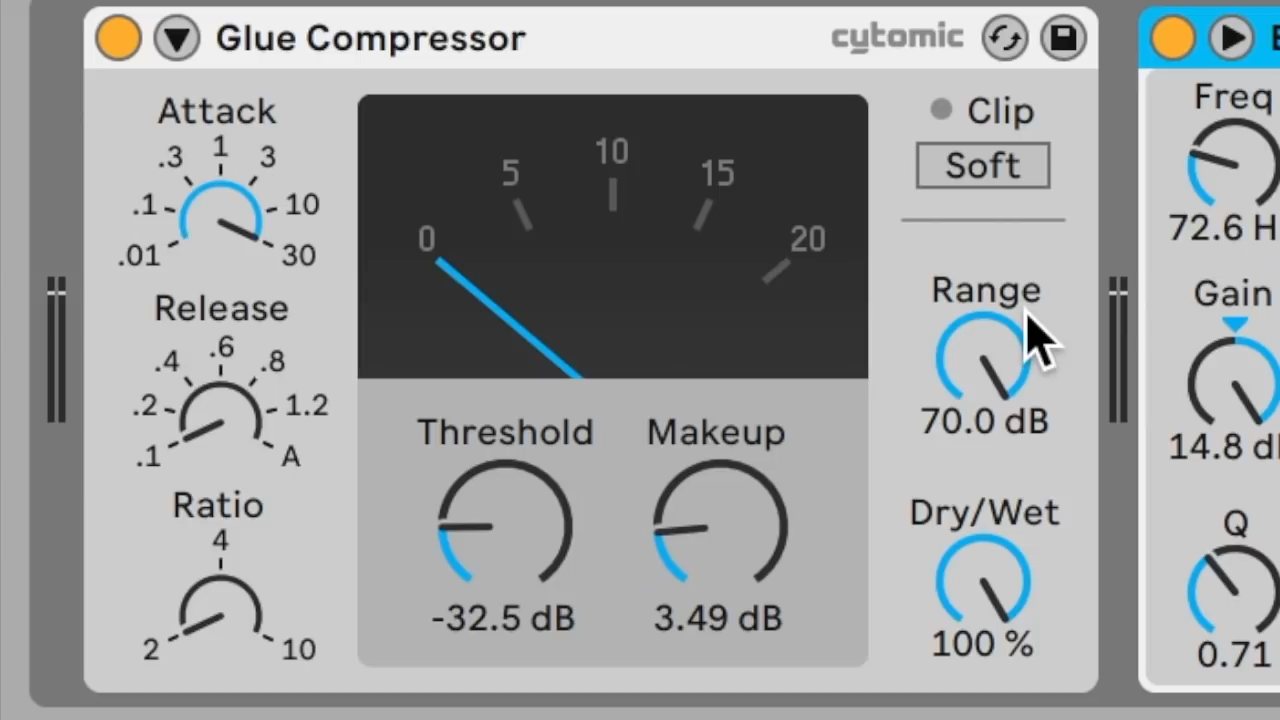 Glue Compressor
cytomic
Attack
.01 .1 .3 1 3 10 30
Release
.1 .2 .4 .6 .8 1.2 A
Ratio
2 4 10
0 5 10 15 20
Threshold
-32.5 dB
Makeup
3.49 dB
Clip
Soft
Range
70.0 dB
Dry/Wet
100 %
Freq
72.6 H
Gain
14.8
Q
0.71